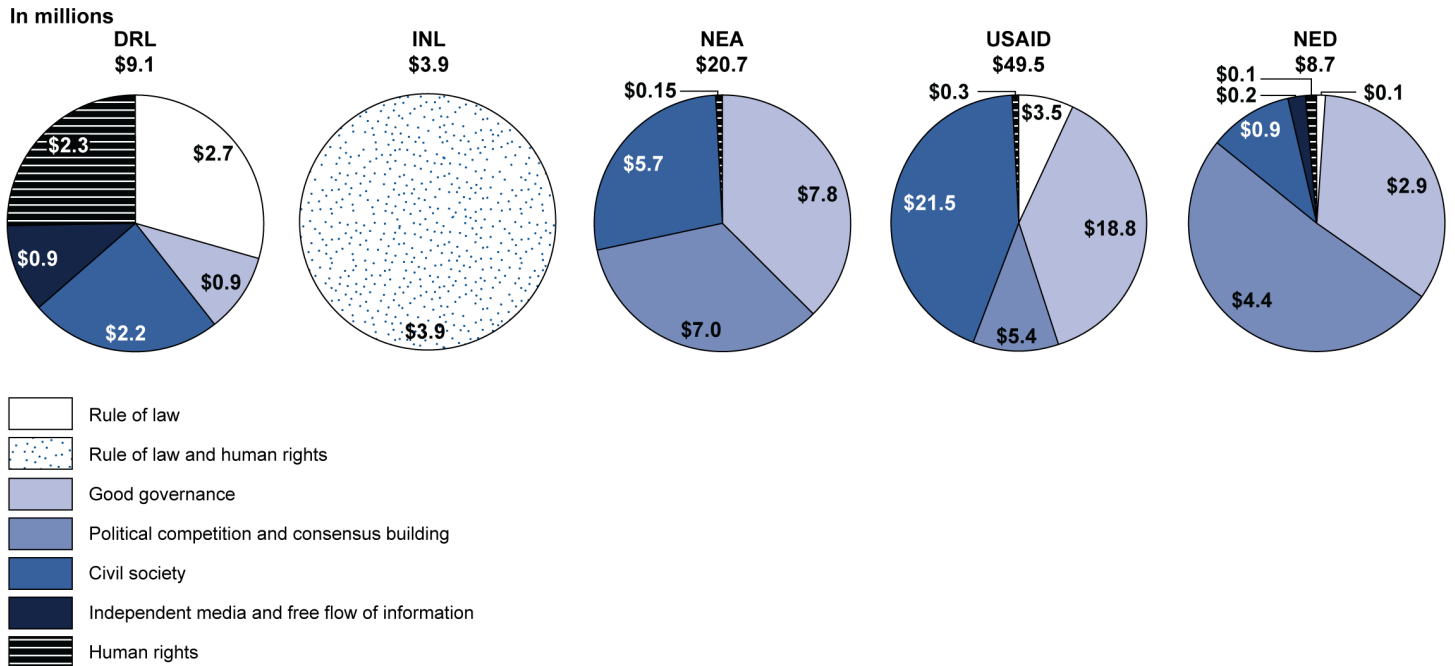 In millions
DRL
$9.1
$2.3
$2.7
$0.9
$0.9
$2.2
INL
$3.9
$3.9
NEA
$20.7
$0.15
$5.7
$7.8
$7.0
USAID
$49.5
$0.3
$3.5
$21.5
$18.8
$5.4
NED
$8.7
$0.1
$0.2
$0.1
$0.9
$2.9
$4.4
Rule of law
Rule of law and human rights
Good governance
Political competition and consensus building
Civil society
Independent media and free flow of information
Human rights